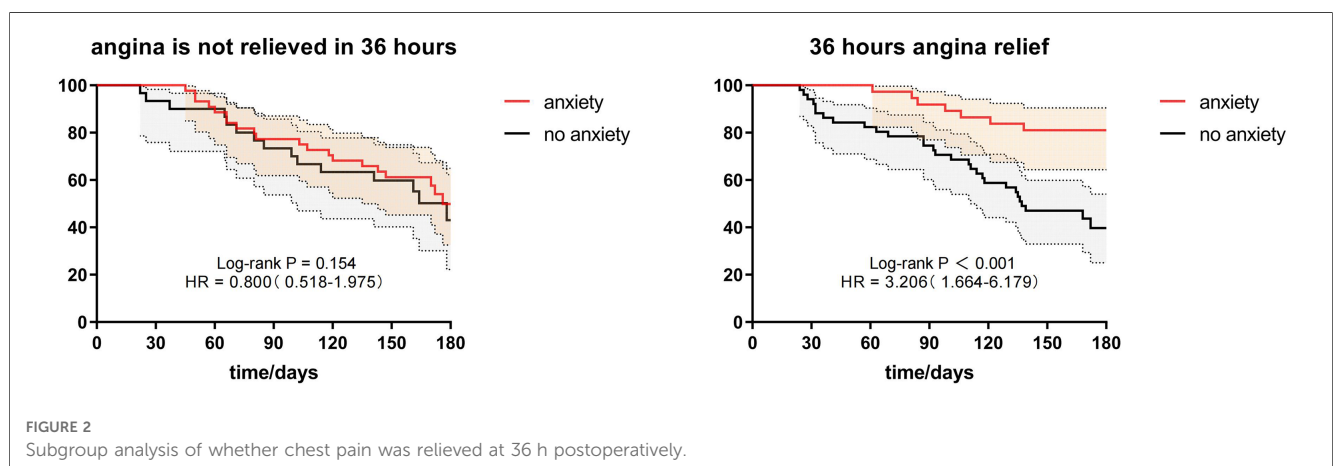 angina is not relieved in 36 hours
100
80
60
40
20
0
0 30 60 90 120 150 180
time/days
anxiety
no anxiety
Log-rank P = 0.154
HR = 0.800( 0.518-1.975)
36 hours angina relief
100
80
60
40
20
0
0 30 60 90 120 150 180
time/days
anxiety
no anxiety
Log-rank P < 0.001
HR = 3.206( 1.664-6.179)
FIGURE 2
Subgroup analysis of whether chest pain was relieved at 36 h postoperatively.